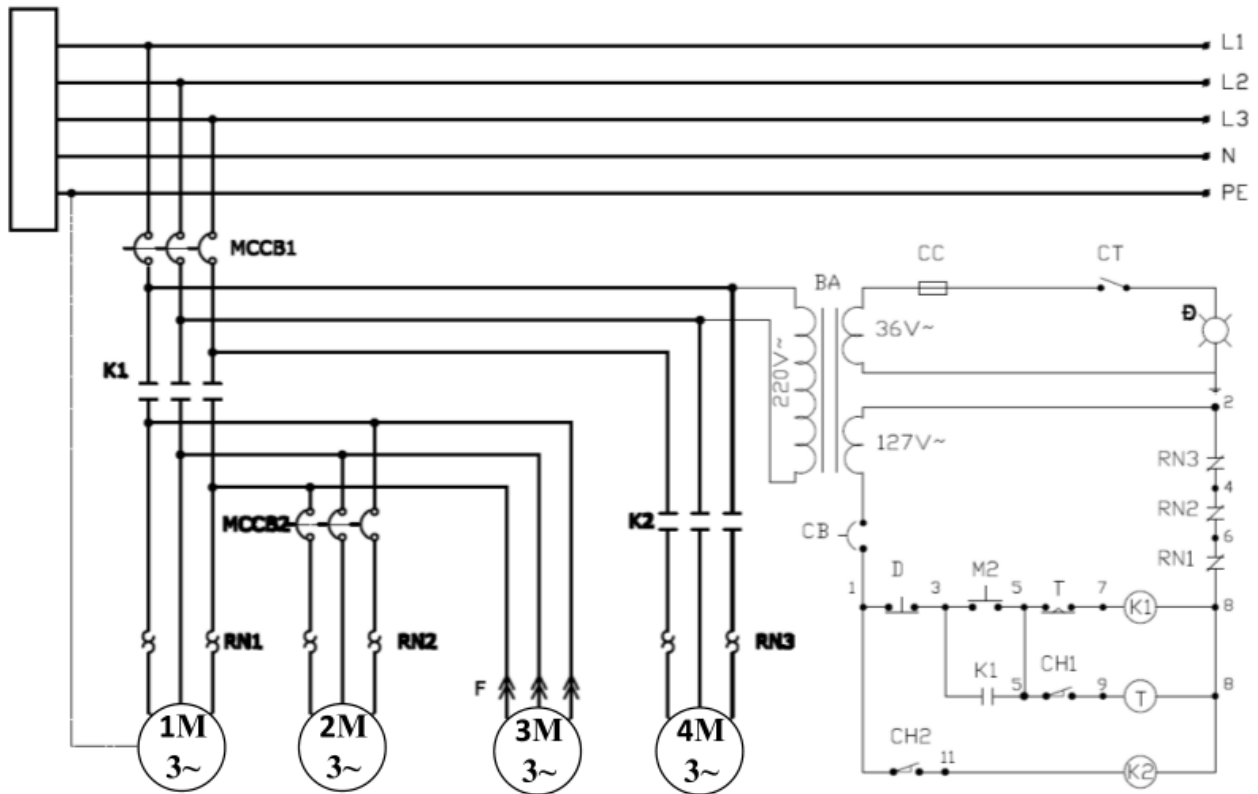 L1
L2
L3
N
PE
MCCB1
BA
CC
CT
Đ
220V~
36V~
K1
2
127V~
RN3
4
MCCB2
K2
CB
RN2
6
RN1
1
D
3
M2
5
T
7
K1
8
RN1
RN2
RN3
F
K1
5
CH1
9
T
8
1M
3~
2M
3~
3M
3~
4M
3~
CH2
11
K2